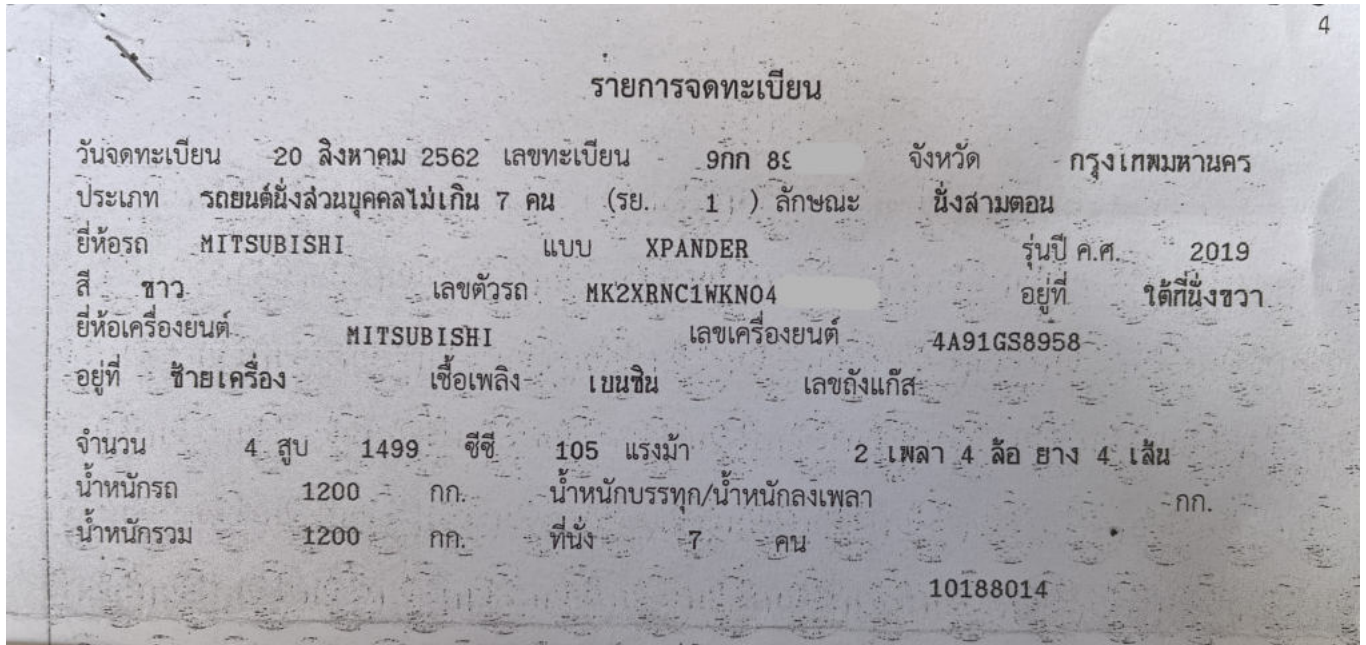 4
รายการจดทะเบียน
วันจดทะเบียน 20 สิงหาคม 2562 เลขทะเบียน 9กก 89 จังหวัด กรุงเทพมหานคร
ประเภท รถยนต์นั่งส่วนบุคคลไม่เกิน 7 คน (รย. 1 ) ลักษณะ นั่งสามตอน
ยี่ห้อรถ MITSUBISHI แบบ XPANDER รุ่นปี ค.ศ. 2019
สี ขาว เลขตัวรถ MK2XRNC1WKN04 อยู่ที่ ใต้ที่นั่งขวา
ยี่ห้อเครื่องยนต์ MITSUBISHI เลขเครื่องยนต์ 4A91GS8958
อยู่ที่ ซ้ายเครื่อง เชื้อเพลิง เบนซิน เลขถังแก๊ส
จำนวน 4 สูบ 1499 ซีซี 105 แรงม้า 2 เพลา 4 ล้อ ยาง 4 เส้น
น้ำหนักรถ 1200 กก. น้ำหนักบรรทุก/น้ำหนักลงเพลา กก.
น้ำหนักรวม 1200 กก. ที่นั่ง 7 คน
10188014